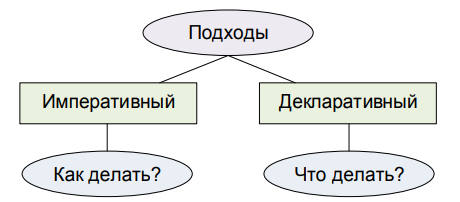 Подходы
Императивный
Декларативный
Как делать?
Что делать?